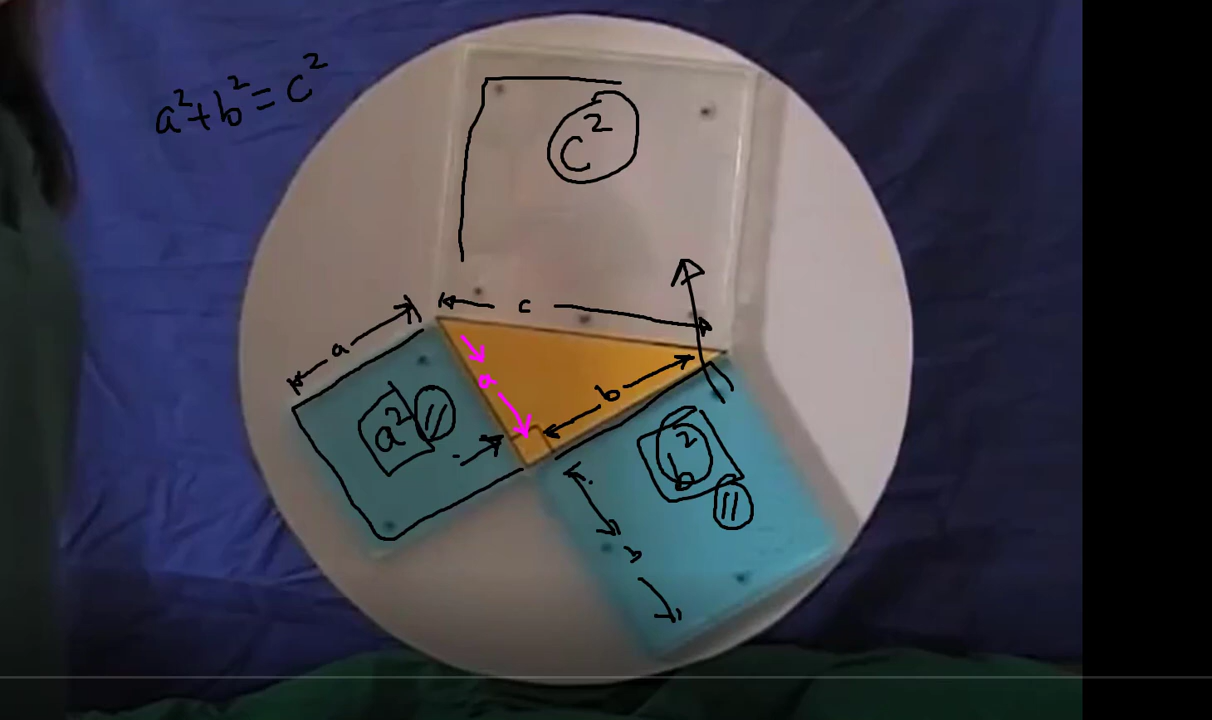 a²+b²=c²
c²
c
a
a
b
a²
b²
b